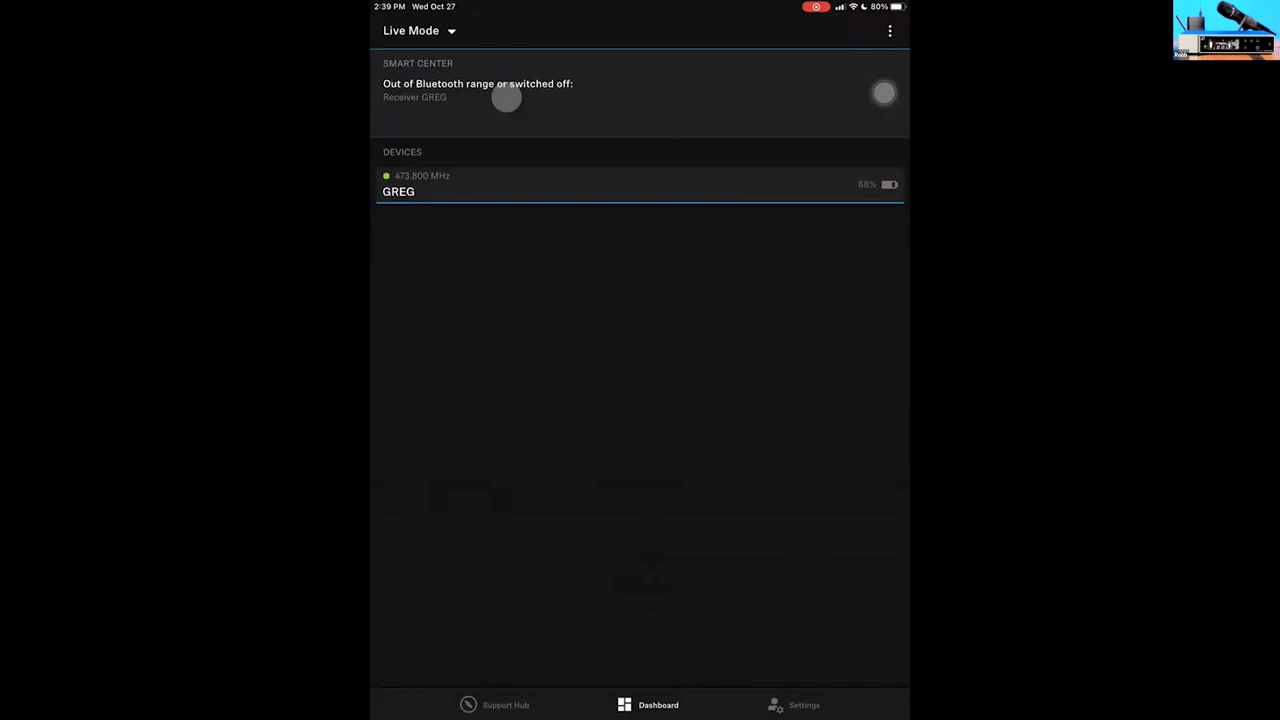 2:39 PM Wed Oct 27
80%
Live Mode
SMART CENTER
Out of Bluetooth range or switched off:
Receiver GREG
DEVICES
473.800 MHz
68%
GREG
Support Hub
Dashboard
Settings
Robb